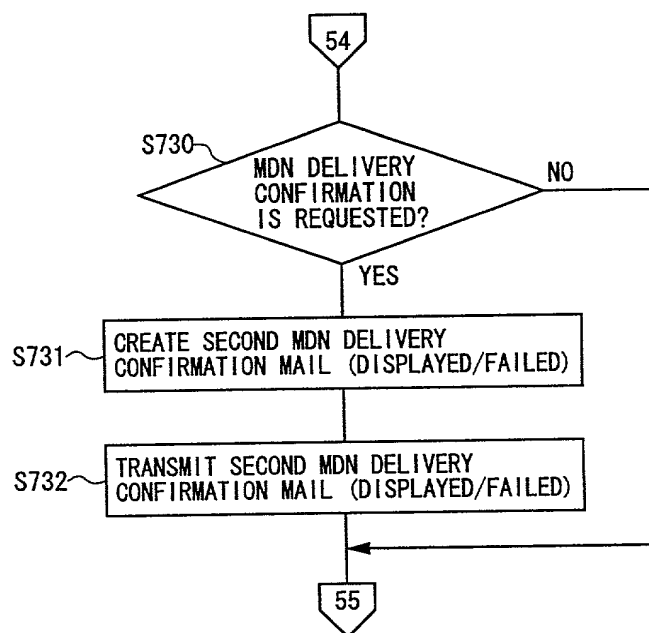 54
S730
MDN DELIVERY
CONFIRMATION
IS REQUESTED?
NO
YES
S731
CREATE SECOND MDN DELIVERY
CONFIRMATION MAIL (DISPLAYED/FAILED)
S732
TRANSMIT SECOND MDN DELIVERY
CONFIRMATION MAIL (DISPLAYED/FAILED)
55